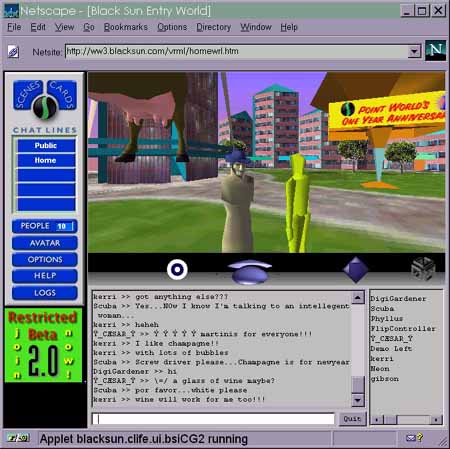 Netscape - [Black Sun Entry World]
File Edit View Go Bookmarks Options Directory Window Help
Netsite: http://ww3.blacksun.com/vrml/homewrl.htm
N
SCENES CARDS
CHAT LINES
Public
Home
PEOPLE 10
AVATAR
OPTIONS
HELP
LOGS
Restricted
Beta
join 2.0 now!
POINT WORLD'S
ONE YEAR ANNIVERSAR
kerri >> got anything else???
Scuba >> Yes...NOw I know I'm talking to an intellegent
woman...
kerri >> haheh
Ÿ_CÆSAR_Ÿ >> Ÿ Ÿ Ÿ Ÿ Ÿ martinis for everyone!!!
kerri >> I like champagne!!
kerri >> with lots of bubbles
Scuba >> Screw driver please...Champagne is for newyear
DigiGardener >> hi
Ÿ_CÆSAR_Ÿ >> \=/ a glass of wine maybe?
Scuba >> por favor...white please
kerri >> wine will work for me too!!!
Quit
DigiGardener
Scuba
Phyllus
FlipController
Ÿ_CÆSAR_Ÿ
Demo Left
kerri
Neon
gibson
Applet blacksun.clife.ui.bsiCG2 running